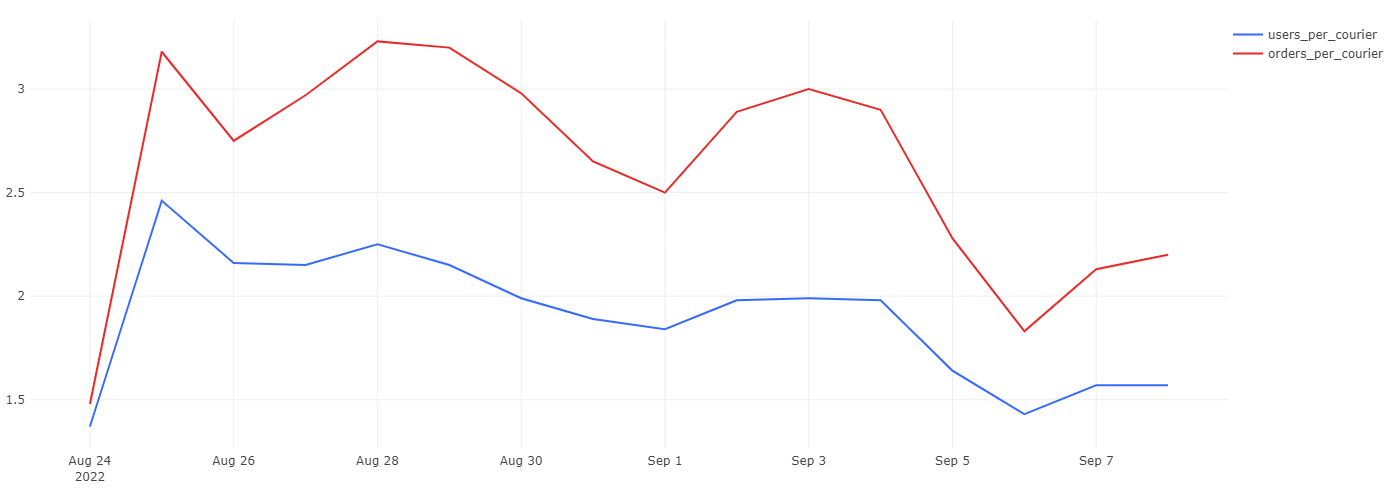 users_per_courier
orders_per_courier
3
2.5
2
1.5
Aug 24
2022
Aug 26
Aug 28
Aug 30
Sep 1
Sep 3
Sep 5
Sep 7